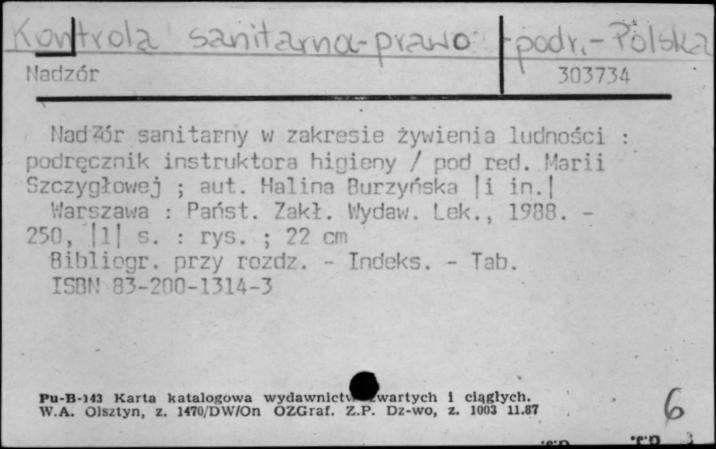 Kontrola sanitarna-prawo - podr. - Polska
Nadzór 303734
Nadzór sanitarny w zakresie żywienia ludności :
podręcznik instruktora higieny / pod red. Marii
Szczygłowej ; aut. Halina Burzyńska |i in.|
Warszawa : Państ. Zakł. Wydaw. Lek., 1988. -
250, |1| s. : rys. ; 22 cm
Bibliogr. przy rozdz. - Indeks. - Tab.
ISBN 83-200-1314-3
Pu-B-143 Karta katalogowa wydawnictw zwartych i ciągłych.
W.A. Olsztyn, z. 1470/DW/On OZGraf. Z.P. Dz-wo, z. 1003 11.87
6